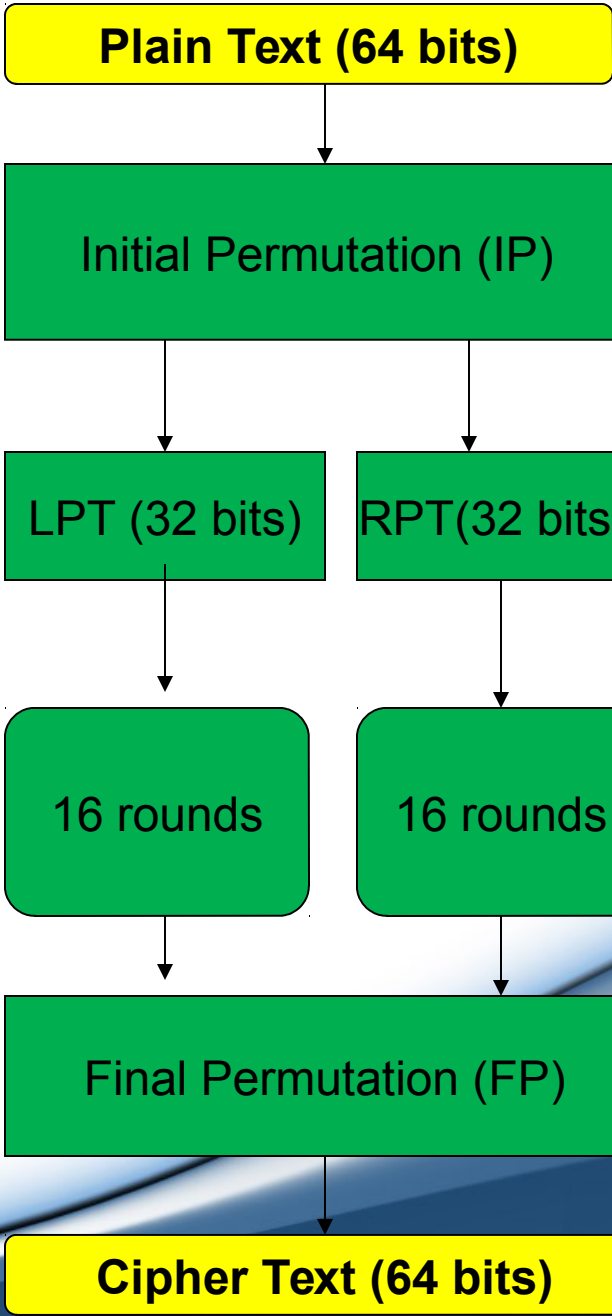 Plain Text (64 bits)
Initial Permutation (IP)
LPT (32 bits)
RPT(32 bits
16 rounds
16 rounds
Final Permutation (FP)
Cipher Text (64 bits)